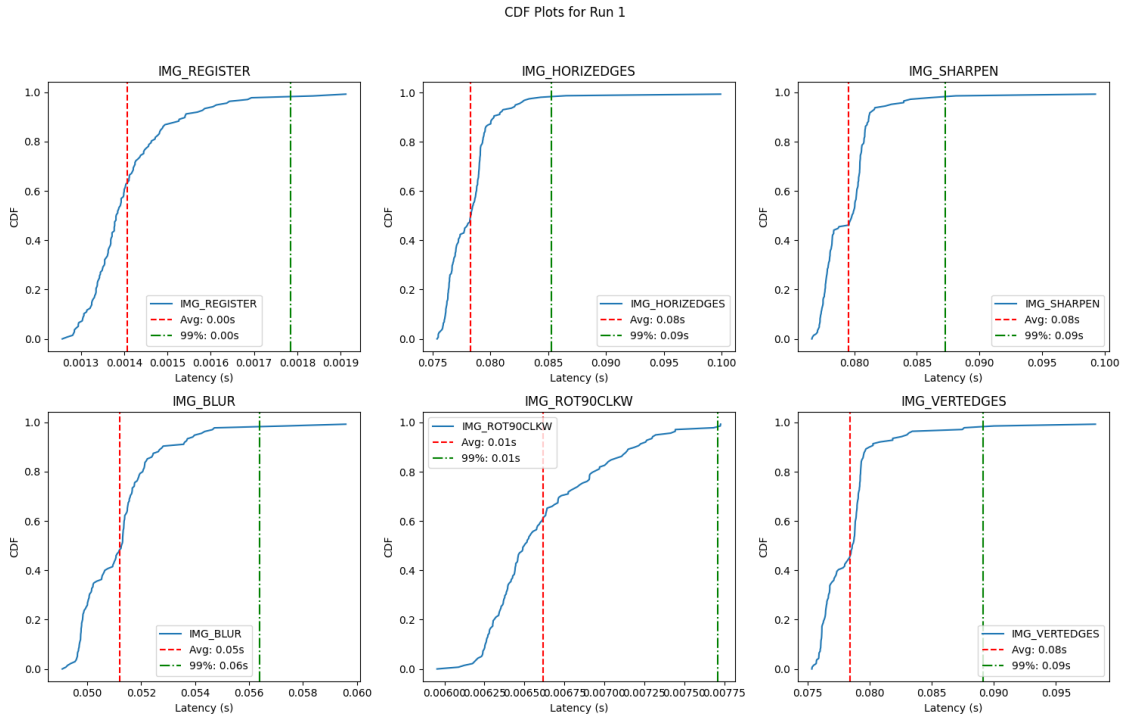 CDF Plots for Run 1
IMG_REGISTER
CDF
1.0
0.8
0.6
0.4
0.2
0.0
IMG_REGISTER
Avg: 0.00s
99%: 0.00s
0.0013 0.0014 0.0015 0.0016 0.0017 0.0018 0.0019
Latency (s)
IMG_HORIZEDGES
CDF
1.0
0.8
0.6
0.4
0.2
0.0
IMG_HORIZEDGES
Avg: 0.08s
99%: 0.09s
0.075 0.080 0.085 0.090 0.095 0.100
Latency (s)
IMG_SHARPEN
CDF
1.0
0.8
0.6
0.4
0.2
0.0
IMG_SHARPEN
Avg: 0.08s
99%: 0.09s
0.080 0.085 0.090 0.095 0.100
Latency (s)
IMG_BLUR
CDF
1.0
0.8
0.6
0.4
0.2
0.0
IMG_BLUR
Avg: 0.05s
99%: 0.06s
0.050 0.052 0.054 0.056 0.058 0.060
Latency (s)
IMG_ROT90CLKW
CDF
1.0
0.8
0.6
0.4
0.2
0.0
IMG_ROT90CLKW
Avg: 0.01s
99%: 0.01s
0.00600 0.00625 0.00650 0.00675 0.00700 0.00725 0.00750 0.00775
Latency (s)
IMG_VERTEDGES
CDF
1.0
0.8
0.6
0.4
0.2
0.0
IMG_VERTEDGES
Avg: 0.08s
99%: 0.09s
0.075 0.080 0.085 0.090 0.095
Latency (s)